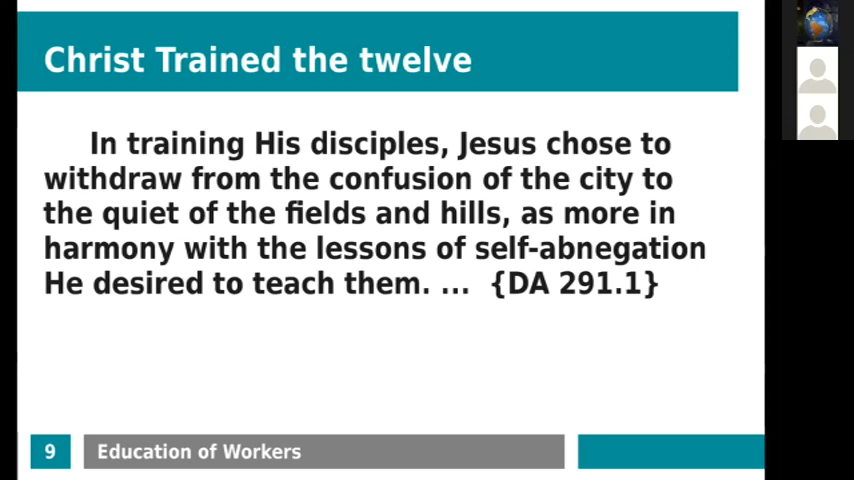 Christ Trained the twelve
In training His disciples, Jesus chose to
withdraw from the confusion of the city to
the quiet of the fields and hills, as more in
harmony with the lessons of self-abnegation
He desired to teach them. ... {DA 291.1}
9 Education of Workers